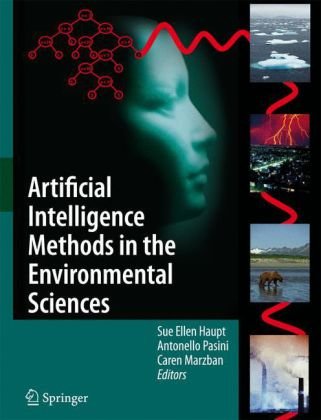 Artificial
Intelligence
Methods in the
Environmental
Sciences
Sue Ellen Haupt
Antonello Pasini
Caren Marzban
Editors
Springer